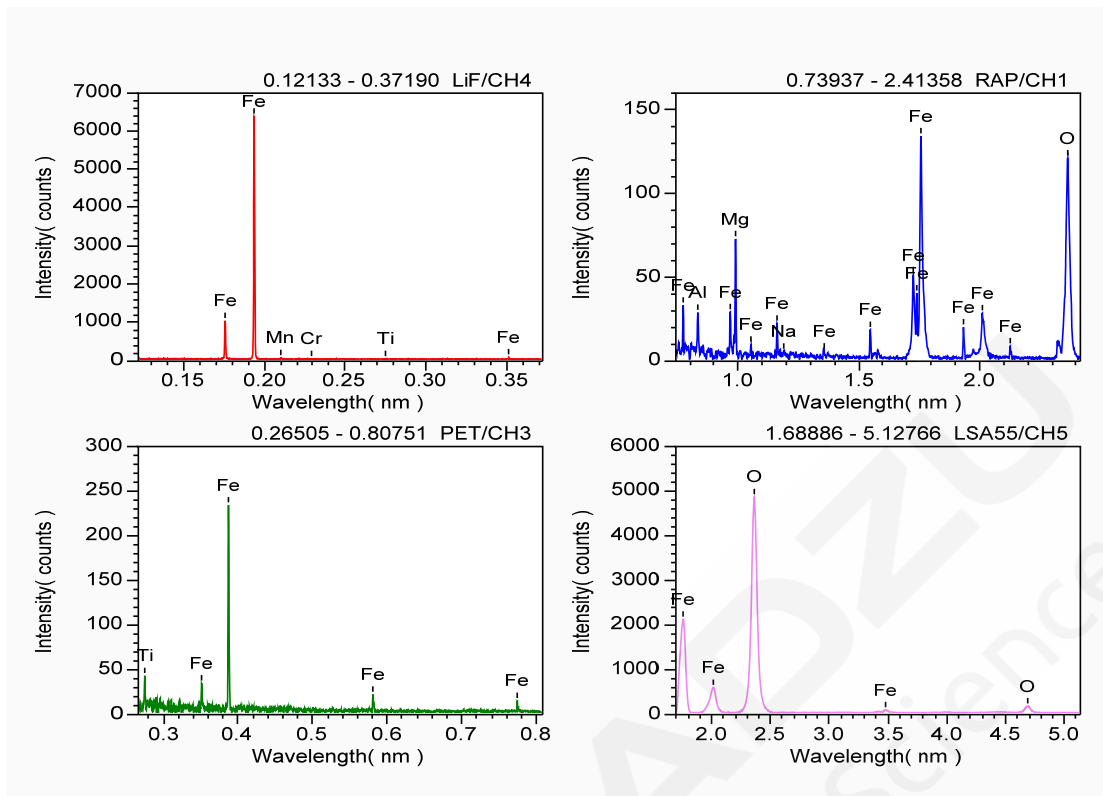 0.12133 - 0.37190 LiF/CH4
7000
6000
5000
4000
3000
2000
1000
0
Intensity( counts )
Fe
Fe
Mn
Cr
Ti
Fe
0.15 0.20 0.25 0.30 0.35
Wavelength( nm )
0.73937 - 2.41358 RAP/CH1
150
100
50
0
Intensity( counts )
Fe
Al
Fe
Mg
Fe
Fe
Na
Fe
Fe
Fe
Fe
Fe
Fe
Fe
Fe
O
1.0 1.5 2.0
Wavelength( nm )
0.26505 - 0.80751 PET/CH3
300
250
200
150
100
50
0
Intensity( counts )
Ti
Fe
Fe
Fe
Fe
0.3 0.4 0.5 0.6 0.7 0.8
Wavelength( nm )
1.68886 - 5.12766 LSA55/CH5
6000
5000
4000
3000
2000
1000
0
Intensity( counts )
Fe
Fe
O
Fe
O
2.0 2.5 3.0 3.5 4.0 4.5 5.0
Wavelength( nm )
ADZU
Science